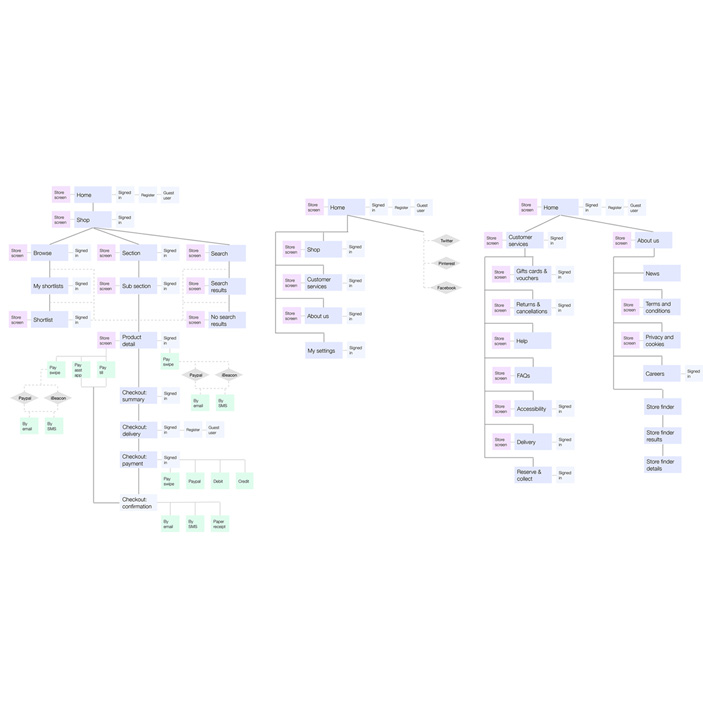 Store
screen
Home
Signed
in
Register
Guest
user
Store
screen
Shop
Signed
in
Store
screen
Browse
Signed
in
Store
screen
Section
Signed
in
Store
screen
Search
My shortlists
Signed
in
Store
screen
Sub section
Signed
in
Store
screen
Search
results
Store
screen
Shortlist
Signed
in
Store
screen
No search
results
Store
screen
Product
detail
Signed
in
Pay
swipe
Pay
till
Pay
swipe
Paypal
iBeacon
Paypal
iBeacon
By
email
By
SMS
By
email
By
SMS
Checkout
summary
Signed
in
Checkout
delivery
Signed
in
Register
Guest
user
Checkout
payment
Signed
in
Pay
swipe
Paypal
Debit
Credit
Checkout
confirmation
By
email
By
SMS
Paper
receipt
Store
screen
Home
Signed
in
Register
Guest
user
Twitter
Pinterest
Facebook
Store
screen
Shop
Signed
in
Store
screen
Customer
services
Signed
in
Store
screen
About us
Signed
in
My settings
Signed
in
Store
screen
Home
Signed
in
Register
Guest
user
Store
screen
Customer
services
Signed
in
Store
screen
Gifts cards &
vouchers
Signed
in
Store
screen
Returns &
cancellations
Signed
in
Store
screen
Help
Store
screen
FAQs
Store
screen
Accessibility
Signed
in
Store
screen
Delivery
Signed
in
Reserve &
collect
Signed
in
Store
screen
About us
News
Store
screen
Terms and
conditions
Store
screen
Privacy and
cookies
Careers
Signed
in
Store finder
Store finder
results
Store finder
details